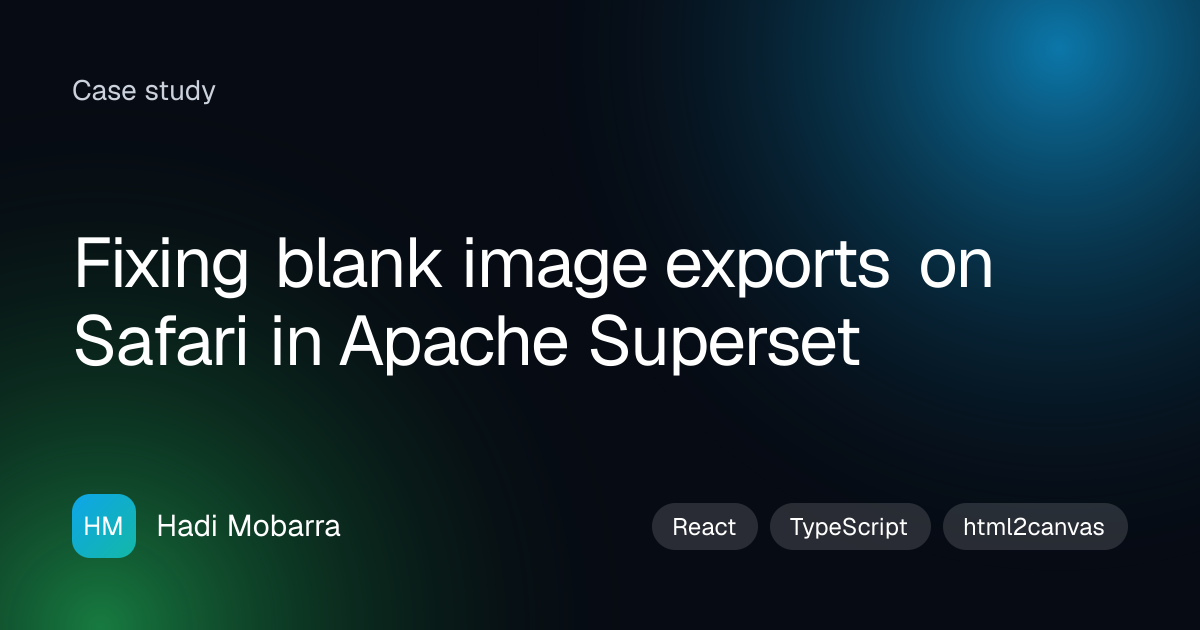 Case study
Fixing blank image exports on
Safari in Apache Superset
HM
Hadi Mobarra
React
TypeScript
html2canvas